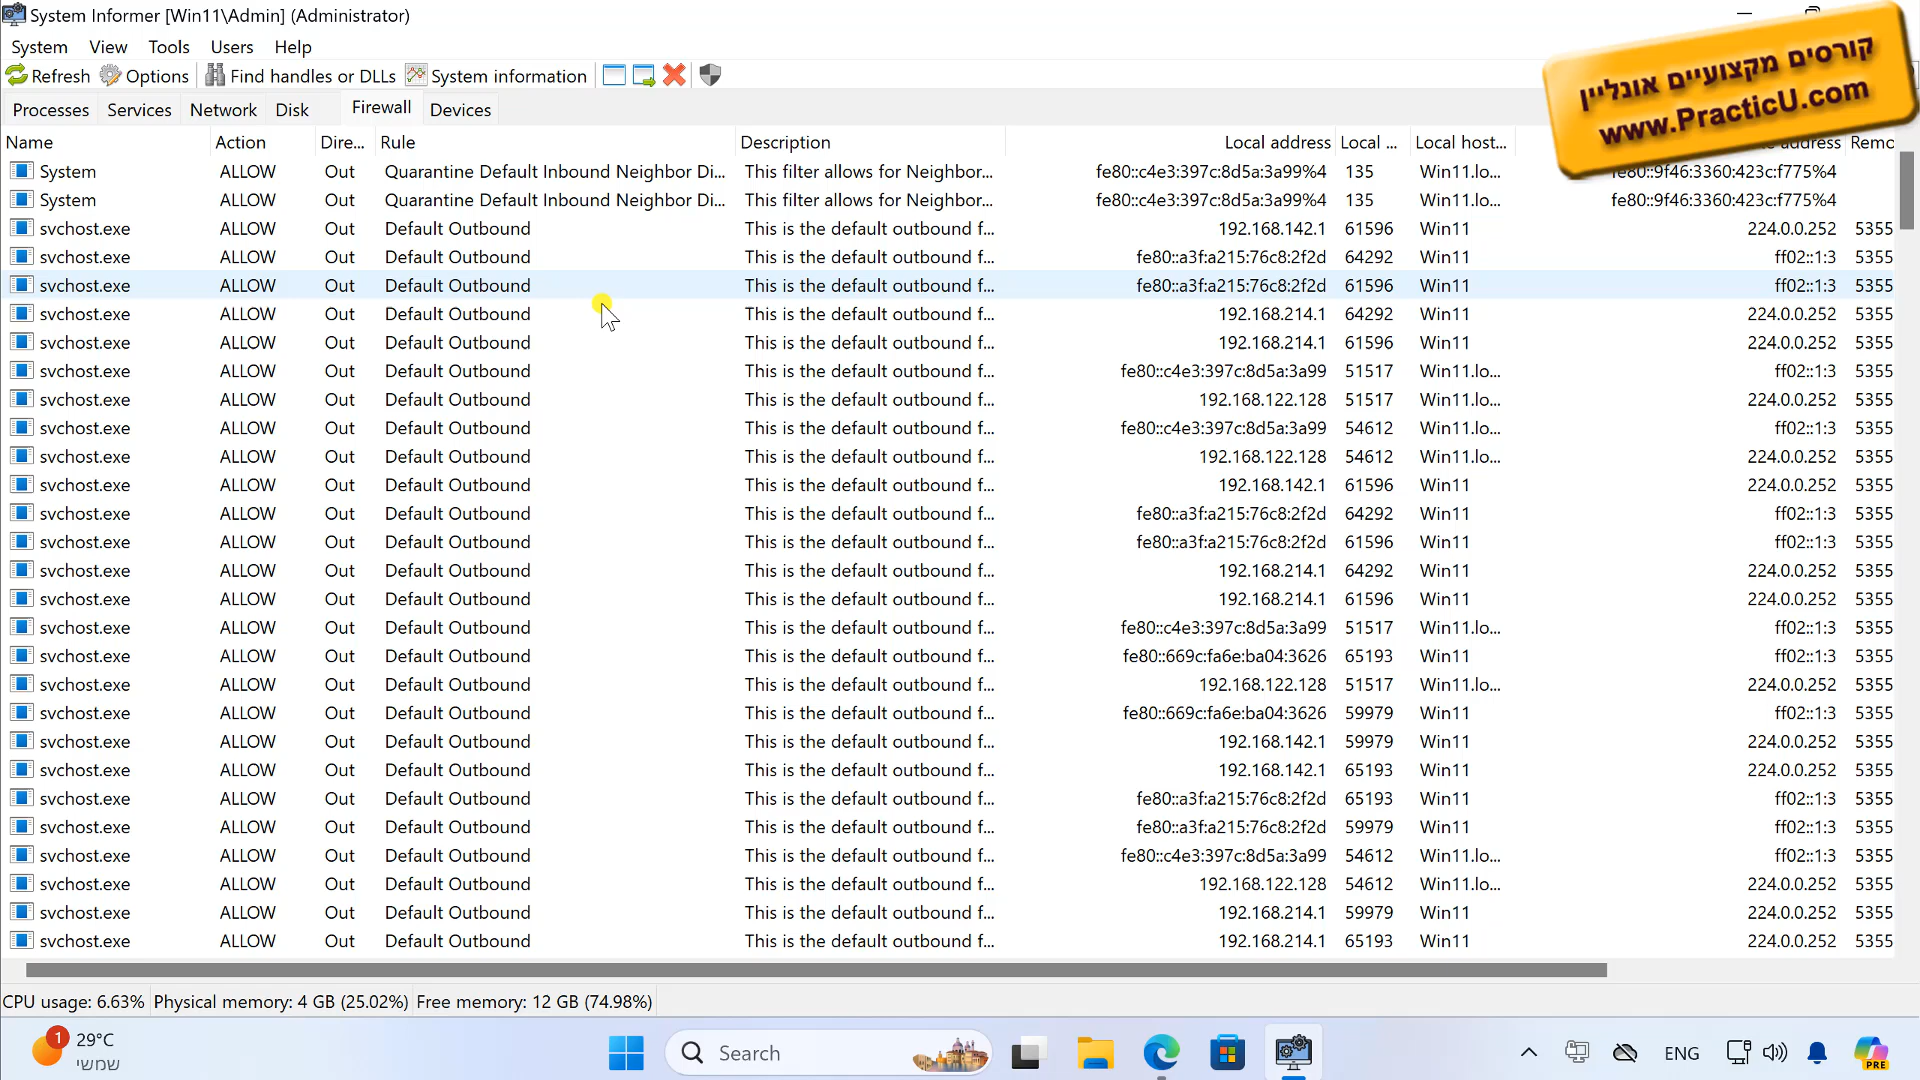 System Informer [Win11\Admin] (Administrator)
System View Tools Users Help
Refresh Options Find handles or DLLs System information
קורסים מקצועיים אונליין
www.PracticU.com
Processes Services Network Disk Firewall Devices
Name Action Dire... Rule Description Local address Local ... Local host... address Remo
System ALLOW Out Quarantine Default Inbound Neighbor Di... This filter allows for Neighbor... fe80::c4e3:397c:8d5a:3a99%4 135 Win11.lo... fe80::9f46:3360:423c:f775%4
System ALLOW Out Quarantine Default Inbound Neighbor Di... This filter allows for Neighbor... fe80::c4e3:397c:8d5a:3a99%4 135 Win11.lo... fe80::9f46:3360:423c:f775%4
svchost.exe ALLOW Out Default Outbound This is the default outbound f... 192.168.142.1 61596 Win11 224.0.0.252 5355
svchost.exe ALLOW Out Default Outbound This is the default outbound f... fe80::a3f:a215:76c8:2f2d 64292 Win11 ff02::1:3 5355
svchost.exe ALLOW Out Default Outbound This is the default outbound f... fe80::a3f:a215:76c8:2f2d 61596 Win11 ff02::1:3 5355
svchost.exe ALLOW Out Default Outbound This is the default outbound f... 192.168.214.1 64292 Win11 224.0.0.252 5355
svchost.exe ALLOW Out Default Outbound This is the default outbound f... 192.168.214.1 61596 Win11 224.0.0.252 5355
svchost.exe ALLOW Out Default Outbound This is the default outbound f... fe80::c4e3:397c:8d5a:3a99 51517 Win11.lo... ff02::1:3 5355
svchost.exe ALLOW Out Default Outbound This is the default outbound f... 192.168.122.128 51517 Win11.lo... 224.0.0.252 5355
svchost.exe ALLOW Out Default Outbound This is the default outbound f... fe80::c4e3:397c:8d5a:3a99 54612 Win11.lo... ff02::1:3 5355
svchost.exe ALLOW Out Default Outbound This is the default outbound f... 192.168.122.128 54612 Win11.lo... 224.0.0.252 5355
svchost.exe ALLOW Out Default Outbound This is the default outbound f... 192.168.142.1 61596 Win11 224.0.0.252 5355
svchost.exe ALLOW Out Default Outbound This is the default outbound f... fe80::a3f:a215:76c8:2f2d 64292 Win11 ff02::1:3 5355
svchost.exe ALLOW Out Default Outbound This is the default outbound f... fe80::a3f:a215:76c8:2f2d 61596 Win11 ff02::1:3 5355
svchost.exe ALLOW Out Default Outbound This is the default outbound f... 192.168.214.1 64292 Win11 224.0.0.252 5355
svchost.exe ALLOW Out Default Outbound This is the default outbound f... 192.168.214.1 61596 Win11 224.0.0.252 5355
svchost.exe ALLOW Out Default Outbound This is the default outbound f... fe80::c4e3:397c:8d5a:3a99 51517 Win11.lo... ff02::1:3 5355
svchost.exe ALLOW Out Default Outbound This is the default outbound f... fe80::669c:fa6e:ba04:3626 65193 Win11 ff02::1:3 5355
svchost.exe ALLOW Out Default Outbound This is the default outbound f... 192.168.122.128 51517 Win11.lo... 224.0.0.252 5355
svchost.exe ALLOW Out Default Outbound This is the default outbound f... fe80::669c:fa6e:ba04:3626 59979 Win11 ff02::1:3 5355
svchost.exe ALLOW Out Default Outbound This is the default outbound f... 192.168.142.1 59979 Win11 224.0.0.252 5355
svchost.exe ALLOW Out Default Outbound This is the default outbound f... 192.168.142.1 65193 Win11 224.0.0.252 5355
svchost.exe ALLOW Out Default Outbound This is the default outbound f... fe80::a3f:a215:76c8:2f2d 65193 Win11 ff02::1:3 5355
svchost.exe ALLOW Out Default Outbound This is the default outbound f... fe80::a3f:a215:76c8:2f2d 59979 Win11 ff02::1:3 5355
svchost.exe ALLOW Out Default Outbound This is the default outbound f... fe80::c4e3:397c:8d5a:3a99 54612 Win11.lo... ff02::1:3 5355
svchost.exe ALLOW Out Default Outbound This is the default outbound f... 192.168.122.128 54612 Win11.lo... 224.0.0.252 5355
svchost.exe ALLOW Out Default Outbound This is the default outbound f... 192.168.214.1 59979 Win11 224.0.0.252 5355
svchost.exe ALLOW Out Default Outbound This is the default outbound f... 192.168.214.1 65193 Win11 224.0.0.252 5355
CPU usage: 6.63% Physical memory: 4 GB (25.02%) Free memory: 12 GB (74.98%)
1 29°C
שמשי
Search
ENG
PRE